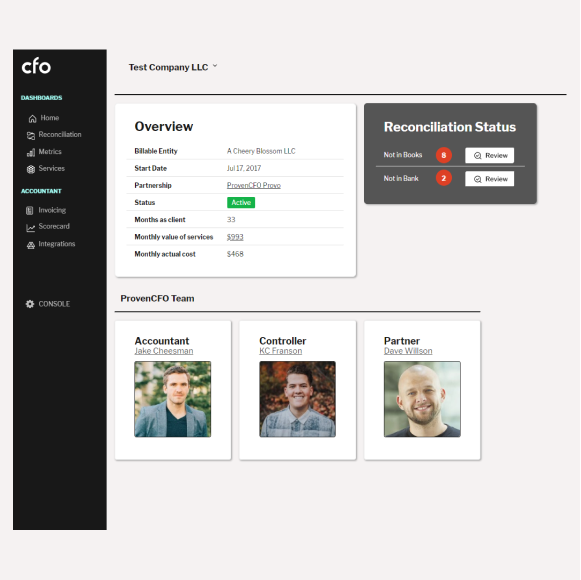 cfo
DASHBOARDS
Home
Reconciliation
Metrics
Services
ACCOUNTANT
Invoicing
Scorecard
Integrations
CONSOLE
Test Company LLC
Overview
Billable Entity A Cheery Blossom LLC
Start Date Jul 17, 2017
Partnership ProvenCFO Provo
Status Active
Months as client 33
Monthly value of services $993
Monthly actual cost $468
Reconciliation Status
Not in Books 8 Review
Not in Bank 2 Review
ProvenCFO Team
Accountant
Jake Cheesman
Controller
KC Franson
Partner
Dave Willson